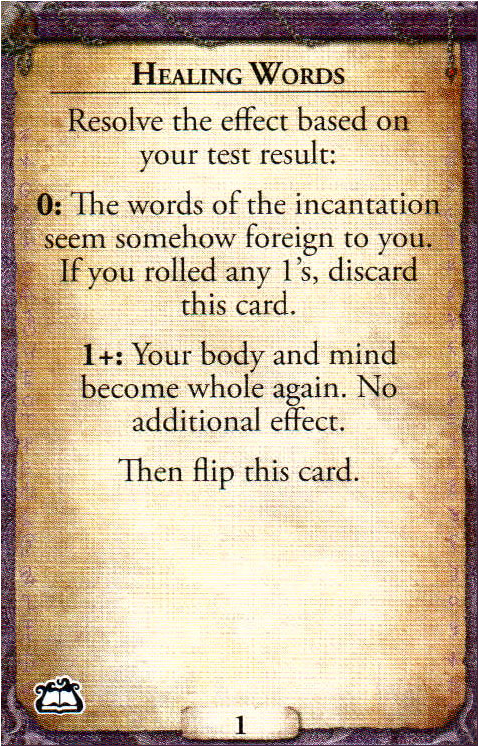 HEALING WORDS
Resolve the effect based on
your test result:
0: The words of the incantation
seem somehow foreign to you.
If you rolled any 1's, discard
this card.
1+: Your body and mind
become whole again. No
additional effect.
Then flip this card.
1